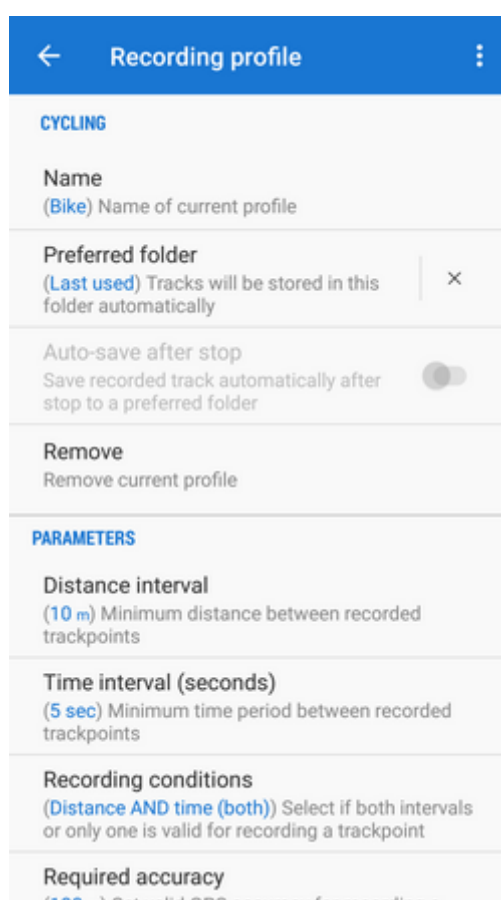 Recording profile
CYCLING
Name
(Bike) Name of current profile
Preferred folder
(Last used) Tracks will be stored in this
folder automatically
Auto-save after stop
Save recorded track automatically after
stop to a preferred folder
Remove
Remove current profile
PARAMETERS
Distance interval
(10 m) Minimum distance between recorded
trackpoints
Time interval (seconds)
(5 sec) Minimum time period between recorded
trackpoints
Recording conditions
(Distance AND time (both)) Select if both intervals
or only one is valid for recording a trackpoint
Required accuracy